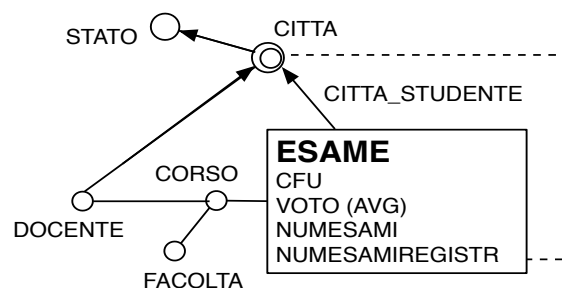 STATO
CITTA
CITTA_STUDENTE
ESAME
CFU
VOTO (AVG)
NUMESAMI
NUMESAMIREGISTR
CORSO
DOCENTE
FACOLTA